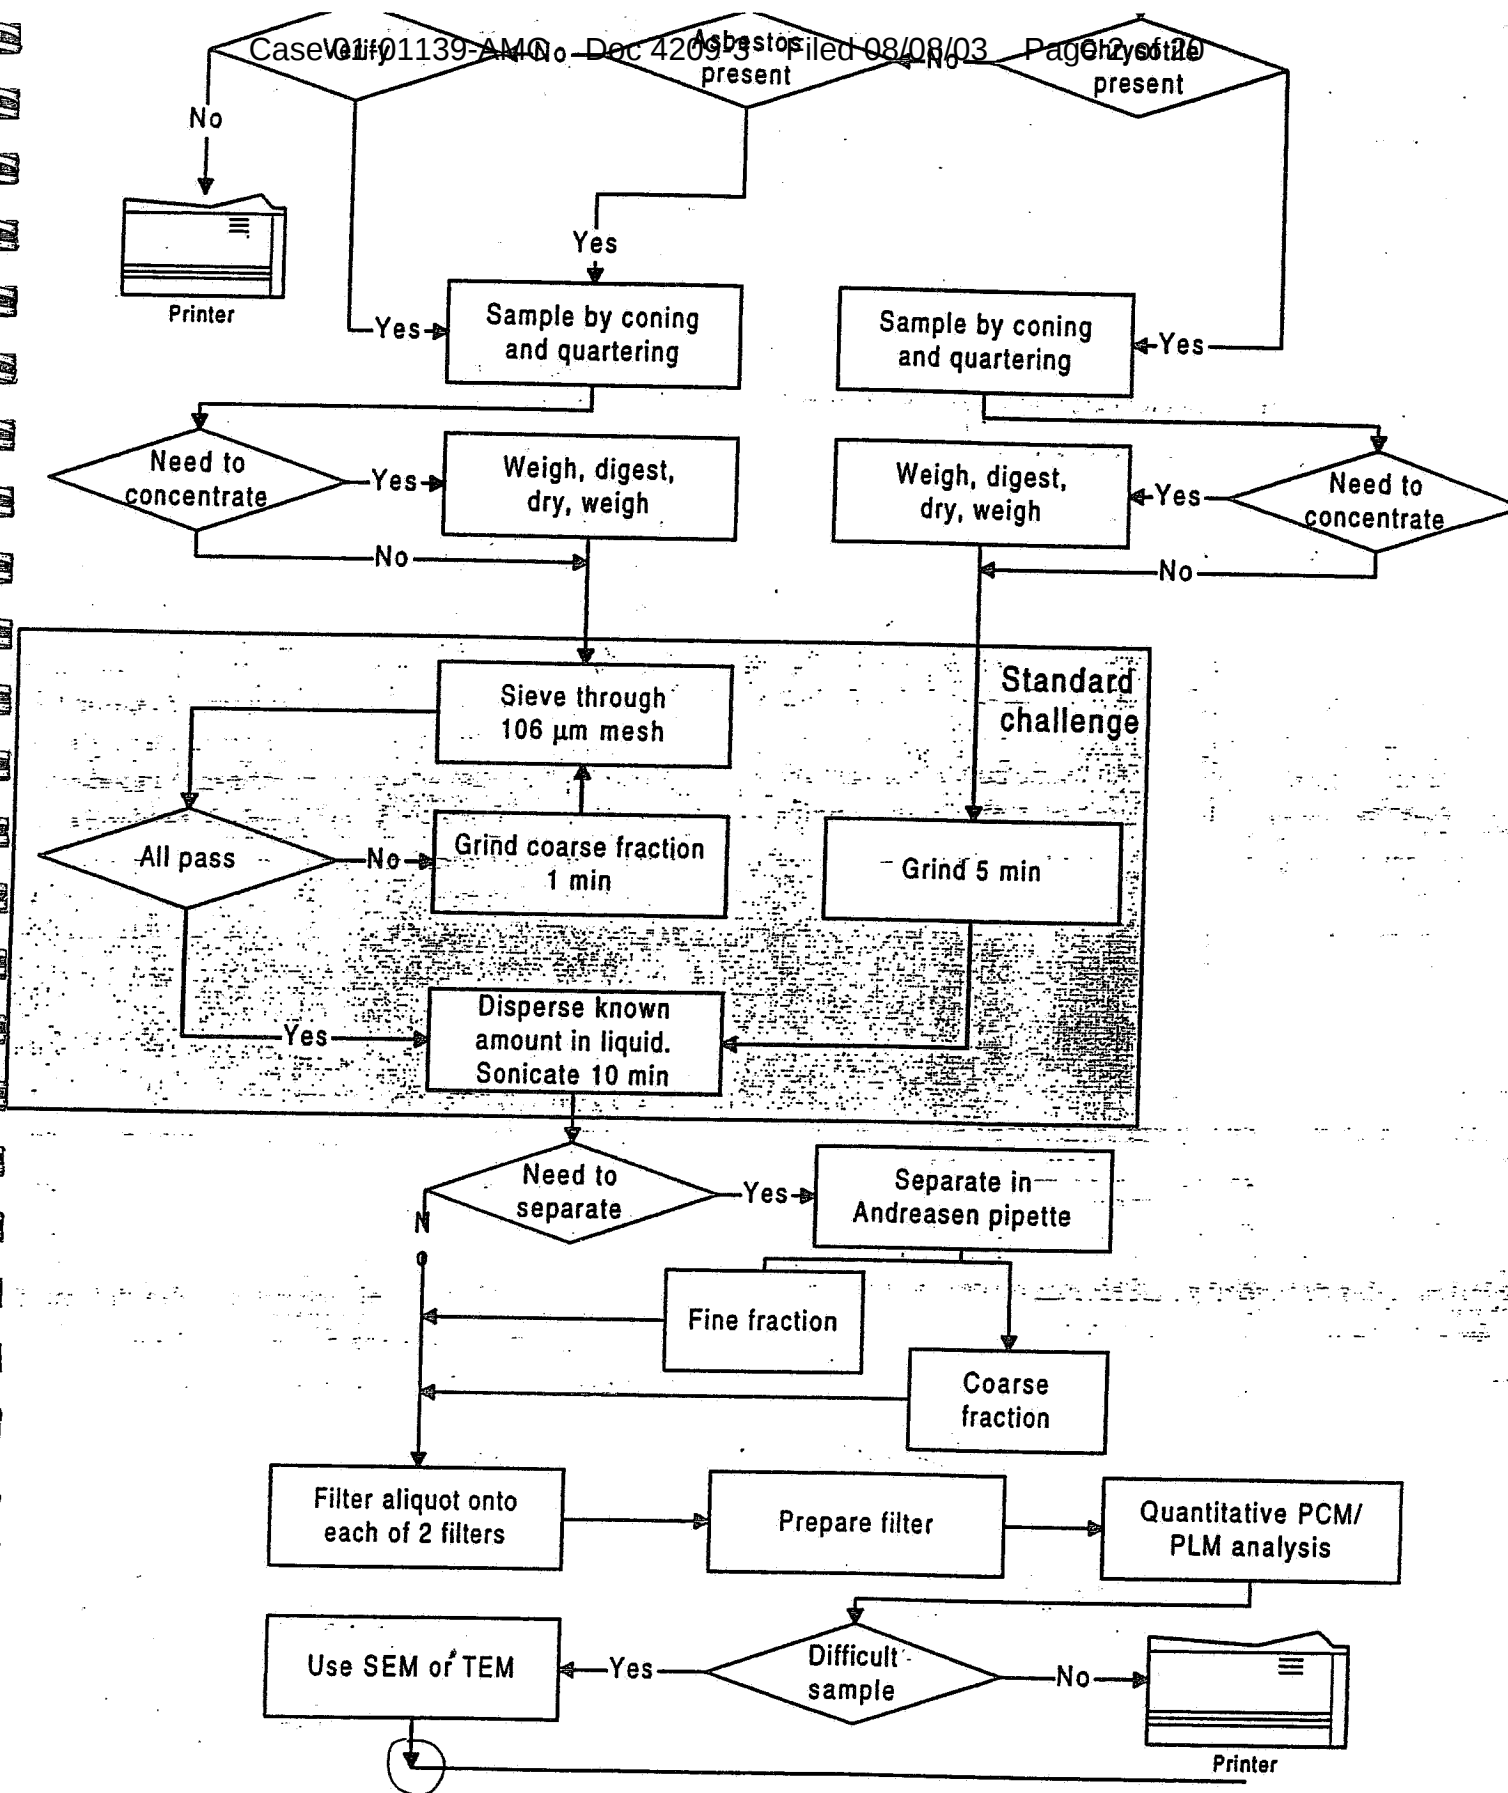 Case 01-01139-AMC Doc 4209-3 Filed 08/08/03 Page 2 of 20
Verify
No
Asbestos
present
No
Chrysotile
present
No
Printer
Yes
Yes
Sample by coning
and quartering
Sample by coning
and quartering
Yes
Need to
concentrate
Yes
Weigh, digest,
dry, weigh
Weigh, digest,
dry, weigh
Yes
Need to
concentrate
No
No
Standard
challenge
Sieve through
106 µm mesh
All pass
No
Grind coarse fraction
1 min
Grind 5 min
Yes
Disperse known
amount in liquid.
Sonicate 10 min
Need to
separate
Yes
Separate in
Andreasen pipette
N
o
Fine fraction
Coarse
fraction
Filter aliquot onto
each of 2 filters
Prepare filter
Quantitative PCM/
PLM analysis
Use SEM or TEM
Yes
Difficult
sample
No
Printer